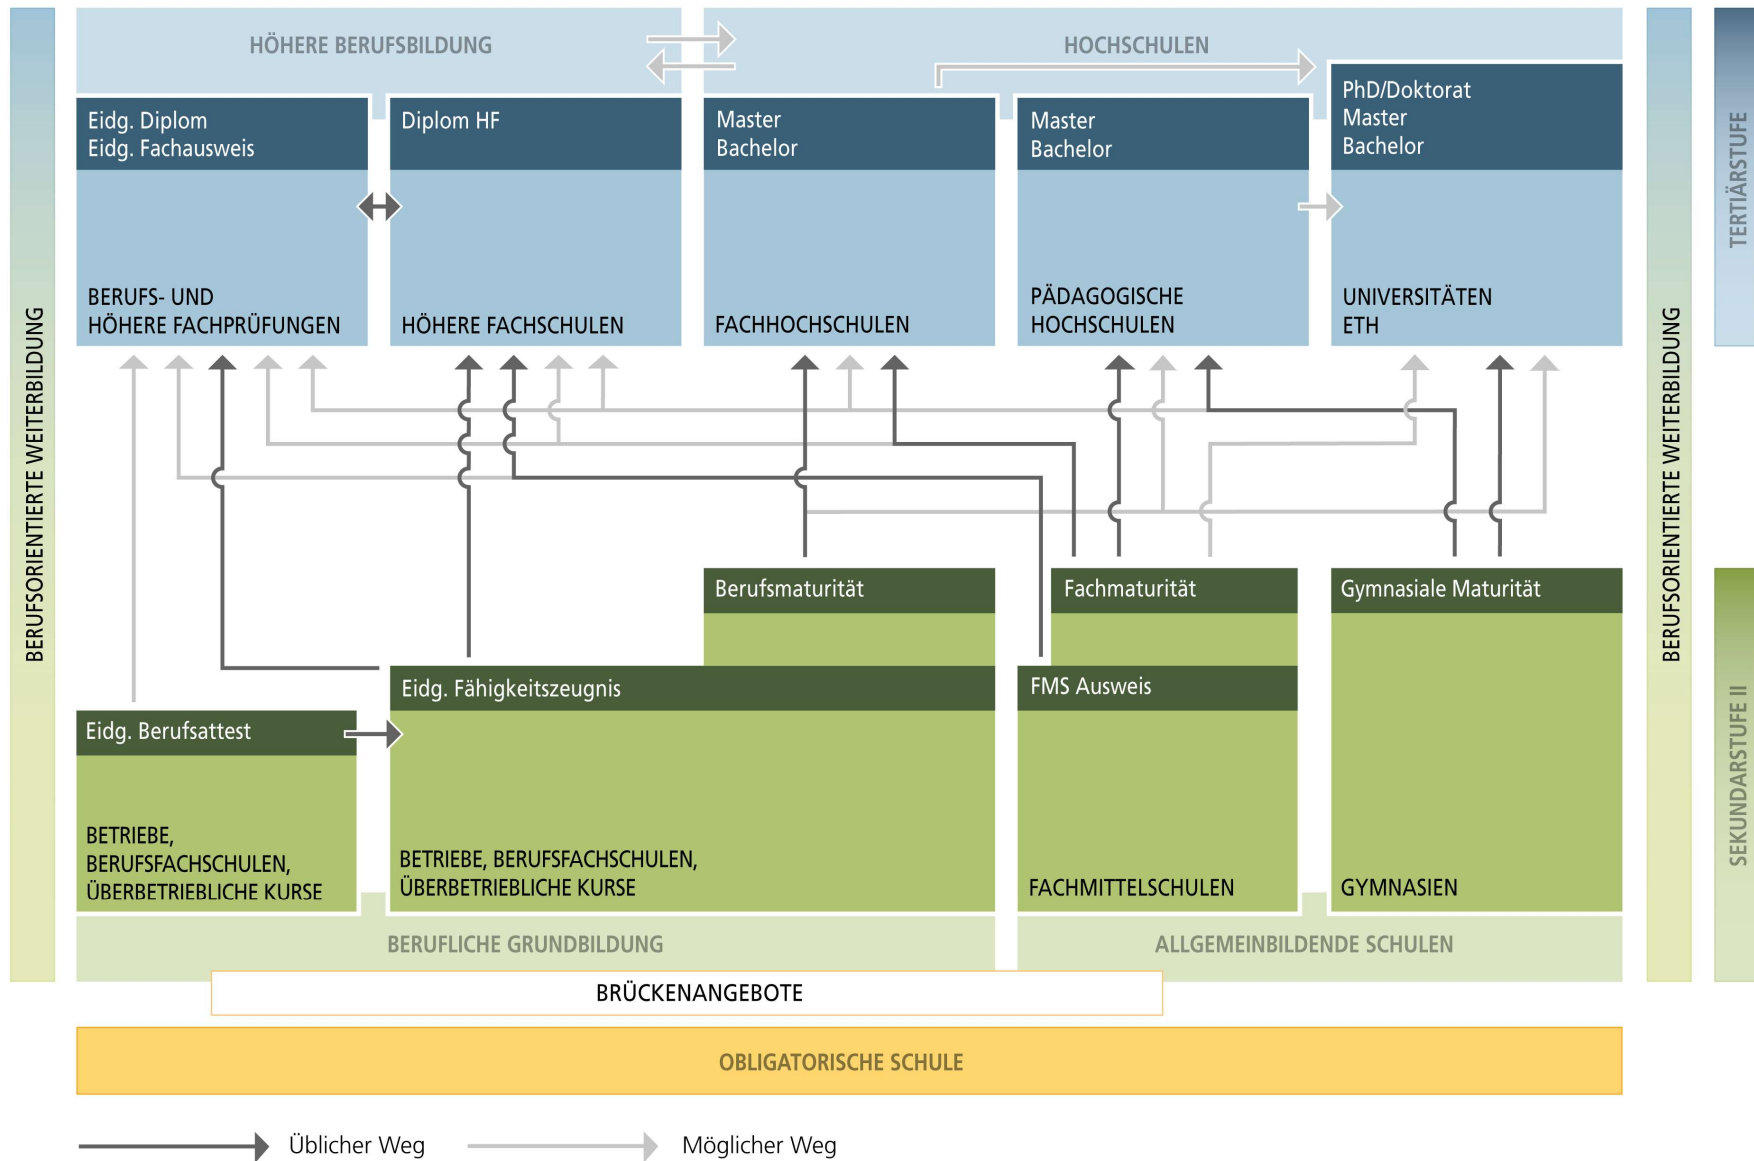 HÖHERE BERUFSBILDUNG
HOCHSCHULEN
Eidg. Diplom
Eidg. Fachausweis
BERUFS- UND
HÖHERE FACHPRÜFUNGEN
Diplom HF
HÖHERE FACHSCHULEN
Master
Bachelor
FACHHOCHSCHULEN
Master
Bachelor
PÄDAGOGISCHE
HOCHSCHULEN
PhD/Doktorat
Master
Bachelor
UNIVERSITÄTEN
ETH
BERUFSORIENTIERTE WEITERBILDUNG
BERUFSORIENTIERTE WEITERBILDUNG
TERTIÄRSTUFE
SEKUNDARSTUFE II
Berufsmaturität
Fachmaturität
Gymnasiale Maturität
Eidg. Fähigkeitszeugnis
FMS Ausweis
Eidg. Berufsattest
BETRIEBE,
BERUFSFACHSCHULEN,
ÜBERBETRIEBLICHE KURSE
BETRIEBE, BERUFSFACHSCHULEN,
ÜBERBETRIEBLICHE KURSE
FACHMITTELSCHULEN
GYMNASIEN
BERUFLICHE GRUNDBILDUNG
ALLGEMEINBILDENDE SCHULEN
BRÜCKENANGEBOTE
OBLIGATORISCHE SCHULE
Üblicher Weg
Möglicher Weg